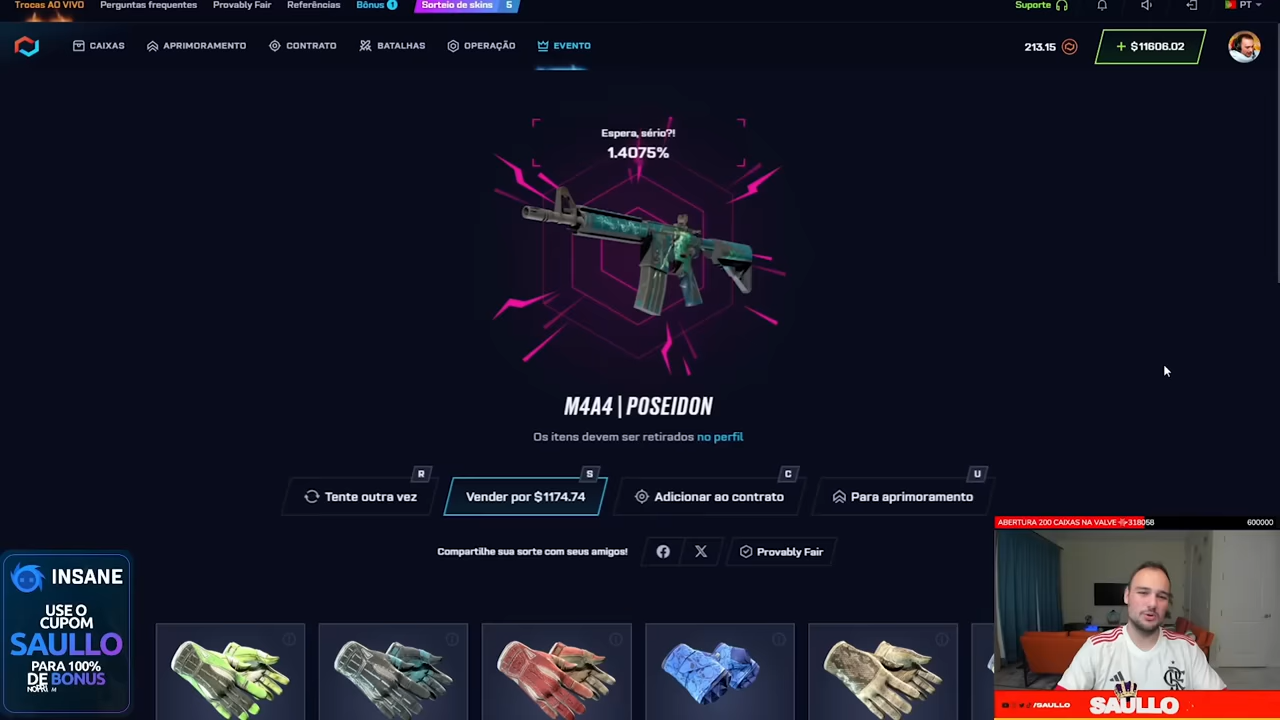 Trocas AO VIVO Perguntas frequentes Provably Fair Referências Bônus 1 Sorteio de skins 5 Suporte PT
CAIXAS APRIMORAMENTO CONTRATO BATALHAS OPERAÇÃO EVENTO 213.15 + $11606.02
Espera, sério?!
1.4075%
M4A4 | POSEIDON
Os itens devem ser retirados no perfil
R S C U
Tente outra vez Vender por $1174.74 Adicionar ao contrato Para aprimoramento
Compartilhe sua sorte com seus amigos! Provably Fair
ABERTURA 200 CAIXAS NA VALVE 318058 600000
INSANE
USE O
CUPOM
SAULLO
PARA 100%
DE BONUS
/SAULLO SAULLO